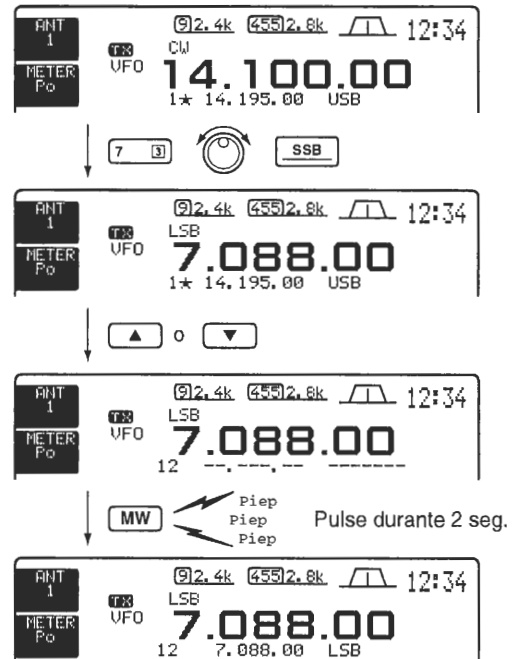 ANT 1 92.4k 4552.8k 12:34
TX CW
METER Po VFO 14.100.00
1★ 14.195.00 USB
7 3 SSB
ANT 1 92.4k 4552.8k 12:34
TX LSB
METER Po VFO 7.088.00
1★ 14.195.00 USB
▲ o ▼
ANT 1 92.4k 4552.8k 12:34
TX LSB
METER Po VFO 7.088.00
12 --.---.-- -------
MW Piep
Piep Pulse durante 2 seg.
Piep
ANT 1 92.4k 4552.8k 12:34
TX LSB
METER Po VFO 7.088.00
12 7.088.00 LSB